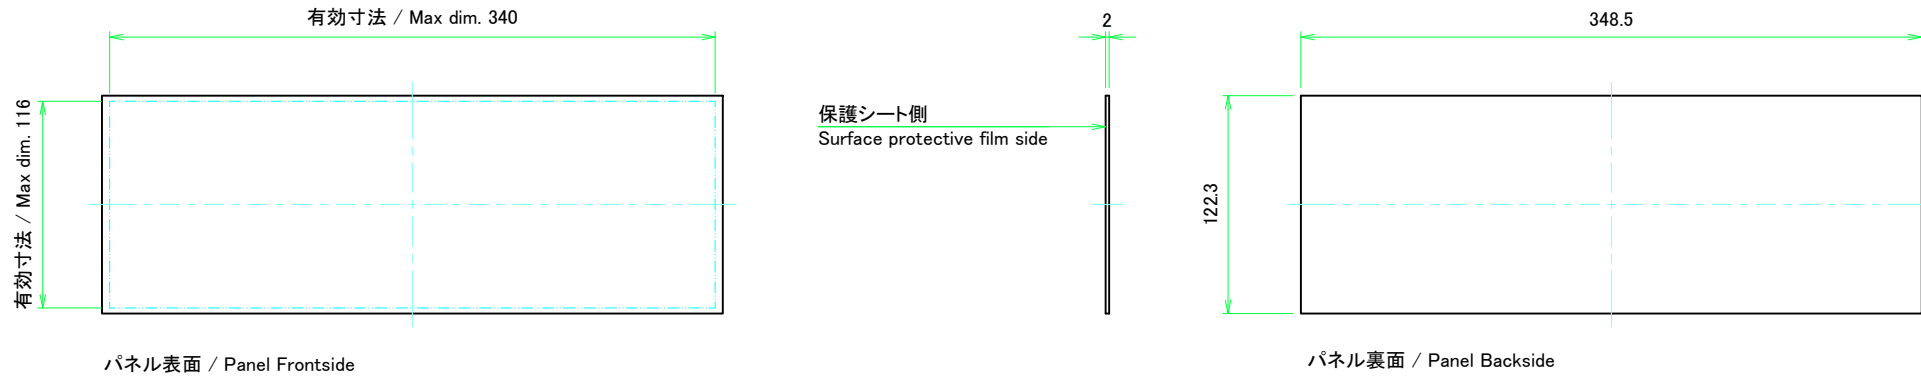 有効寸法 / Max dim. 340
2
348.5
有効寸法 / Max dim. 116
保護シート側
Surface protective film side
122.3
パネル表面 / Panel Frontside
パネル裏面 / Panel Backside